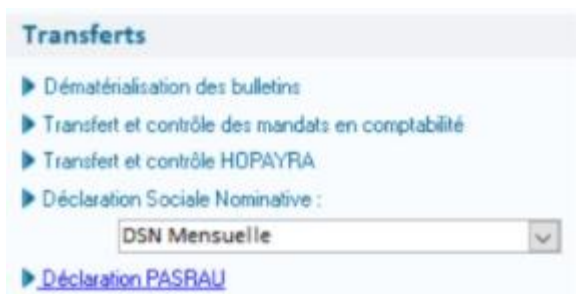 Transferts
Dématérialisation des bulletins
Transfert et contrôle des mandats en comptabilité
Transfert et contrôle HOPAYRA
Déclaration Sociale Nominative :
DSN Mensuelle
Déclaration PASRAU